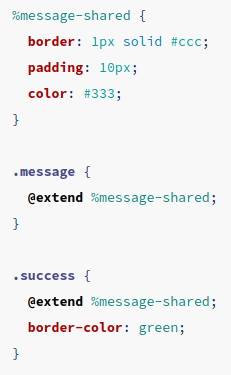 %message-shared {
  border: 1px solid #ccc;
  padding: 10px;
  color: #333;
}

.message {
  @extend %message-shared;
}

.success {
  @extend %message-shared;
  border-color: green;
}